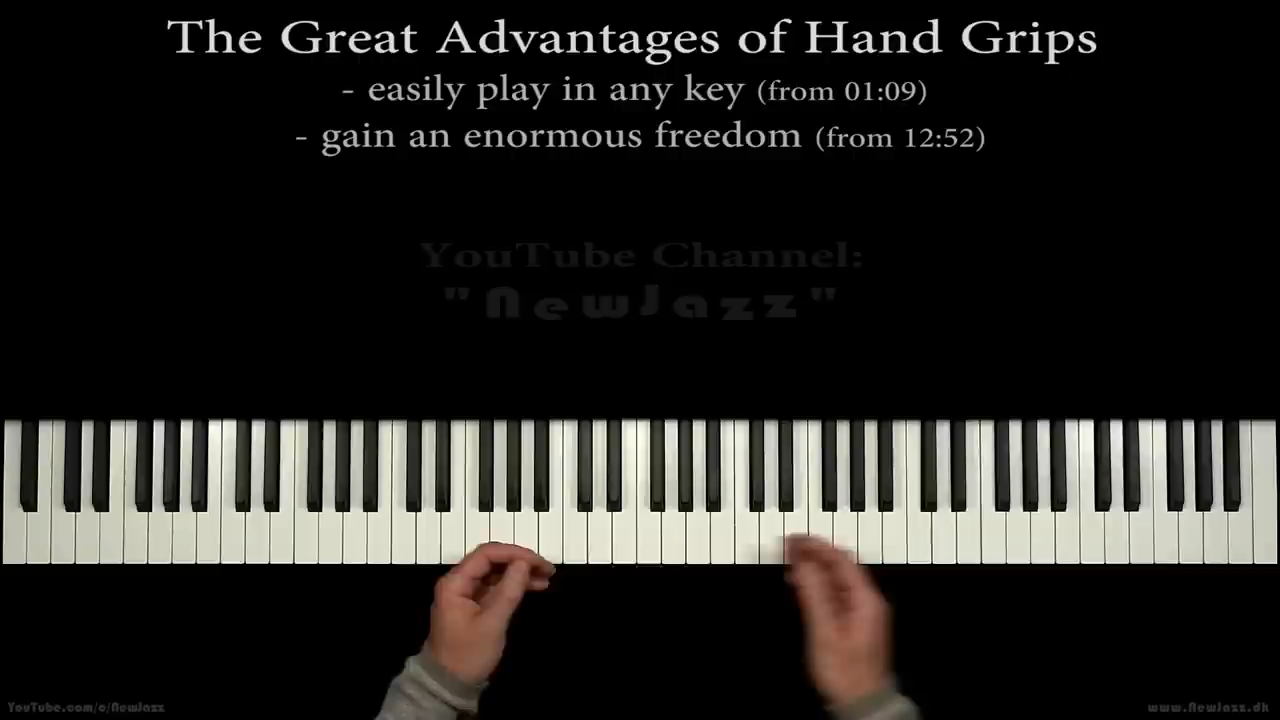 The Great Advantages of Hand Grips
- easily play in any key (from 01:09)
- gain an enormous freedom (from 12:52)
YouTube Channel:
"NewJazz"
YouTube.com/c/NewJazz
www.NewJazz.dk